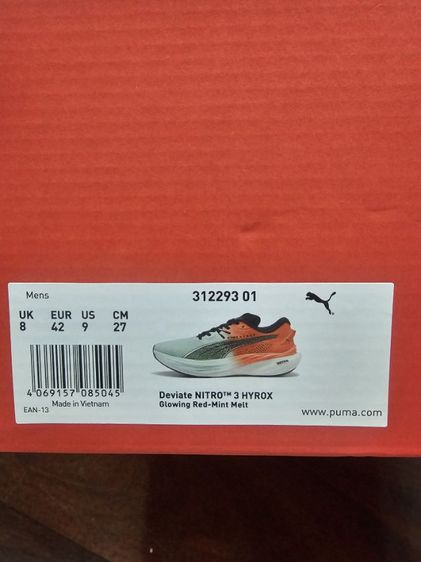 Mens
312293 01
UK EUR US CM
8 42 9 27
4 069157 085045
EAN-13
Made in Vietnam
Deviate NITRO™ 3 HYROX
Glowing Red-Mint Melt
www.puma.com